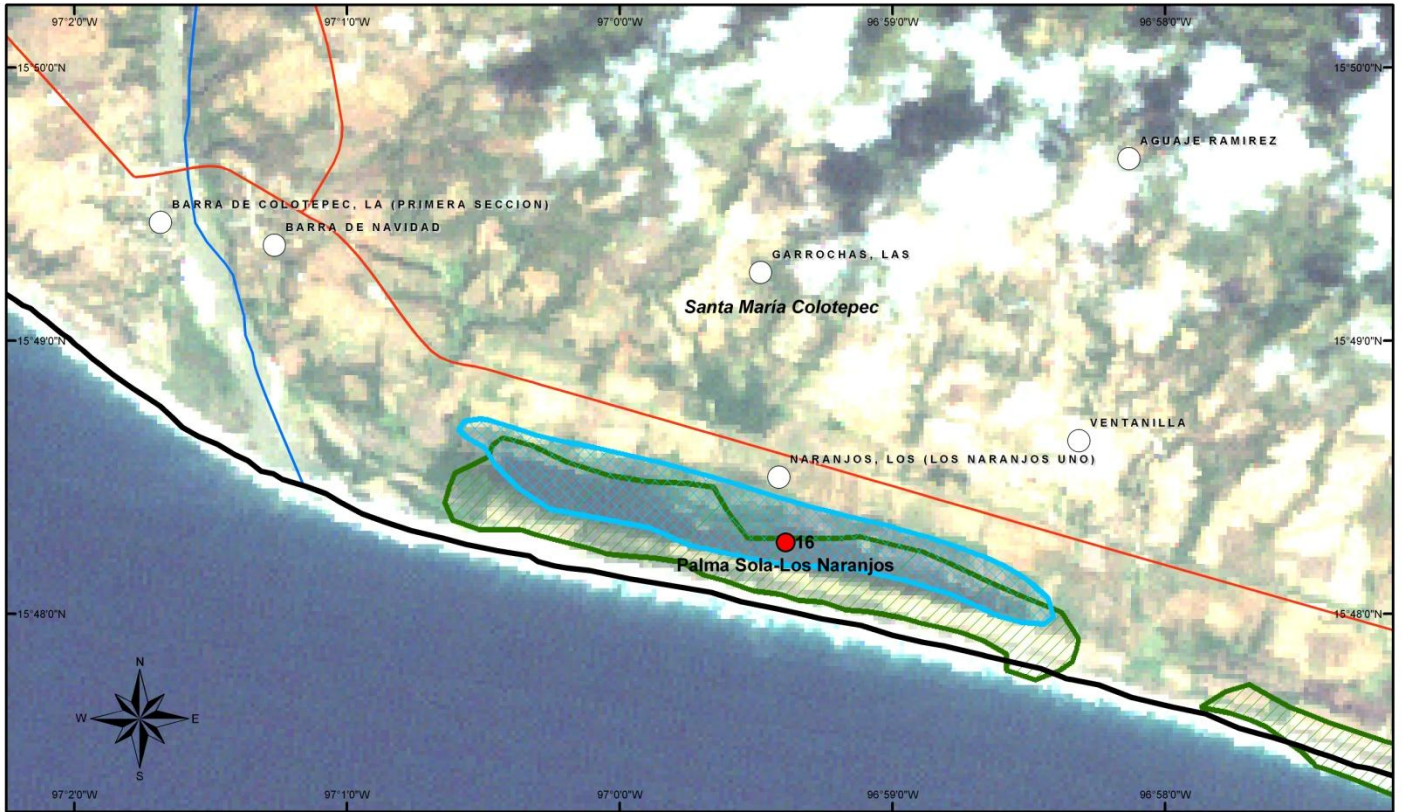 97°2'0"W
97°1'0"W
97°0'0"W
96°59'0"W
96°58'0"W
15°50'0"N
15°50'0"N
AGUAJE RAMIREZ
BARRA DE COLOTEPEC, LA (PRIMERA SECCION)
BARRA DE NAVIDAD
GARROCHAS, LAS
Santa María Colotepec
15°49'0"N
15°49'0"N
VENTANILLA
NARANJOS, LOS (LOS NARANJOS UNO)
16
Palma Sola-Los Naranjos
15°48'0"N
15°48'0"N
N
W
E
S
97°2'0"W
97°1'0"W
97°0'0"W
96°59'0"W
96°58'0"W